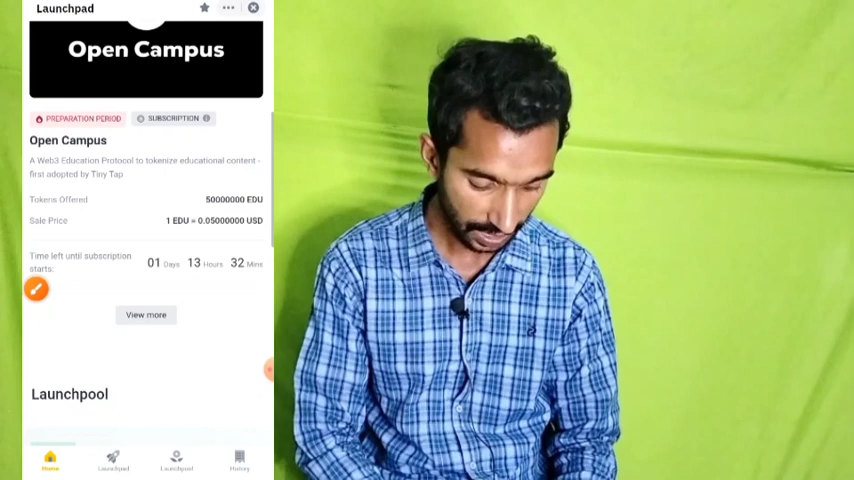 Launchpad
Open Campus
PREPARATION PERIOD SUBSCRIPTION
Open Campus
A Web3 Education Protocol to tokenize educational content -
first adopted by Tiny Tap
Tokens Offered 50000000 EDU
Sale Price 1 EDU = 0.05000000 USD
Time left until subscription
starts: 01 Days 13 Hours 32 Mins
View more
Launchpool
Home Launchpad Launchpool History